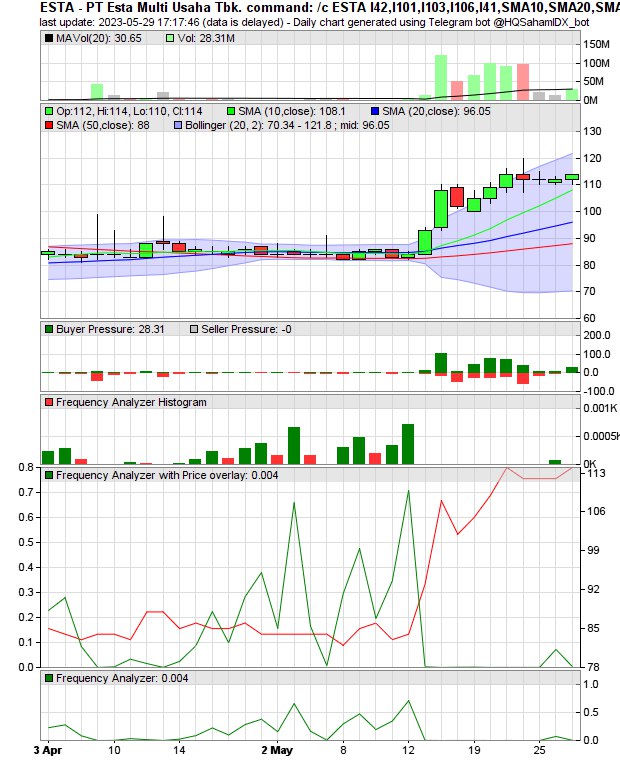 ESTA - PT Esta Multi Usaha Tbk. command: /c ESTA I42,I101,I103,I106,I41,SMA10,SMA20,SMA
last update: 2023-05-29 17:17:46 (data is delayed) - Daily chart generated using Telegram bot @HQSahamIDX_bot
MAVol(20): 30.65 Vol: 28.31M
150M
100M
50M
0M
Op:112, Hi:114, Lo:110, Cl:114 SMA (10,close): 108.1 SMA (20,close): 96.05
SMA (50,close): 88 Bollinger (20, 2): 70.34 - 121.8 ; mid: 96.05
130
120
110
100
90
80
70
60
Buyer Pressure: 28.31 Seller Pressure: -0
200.0
100.0
0.0
-100.0
Frequency Analyzer Histogram
0.001K
0.0005K
0K
Frequency Analyzer with Price overlay: 0.004
0.8
0.7
0.6
0.5
0.4
0.3
0.2
0.1
0.0
113
106
99
92
85
78
Frequency Analyzer: 0.004
1.0
0.5
0.0
3 Apr 10 14 2 May 8 12 19 25